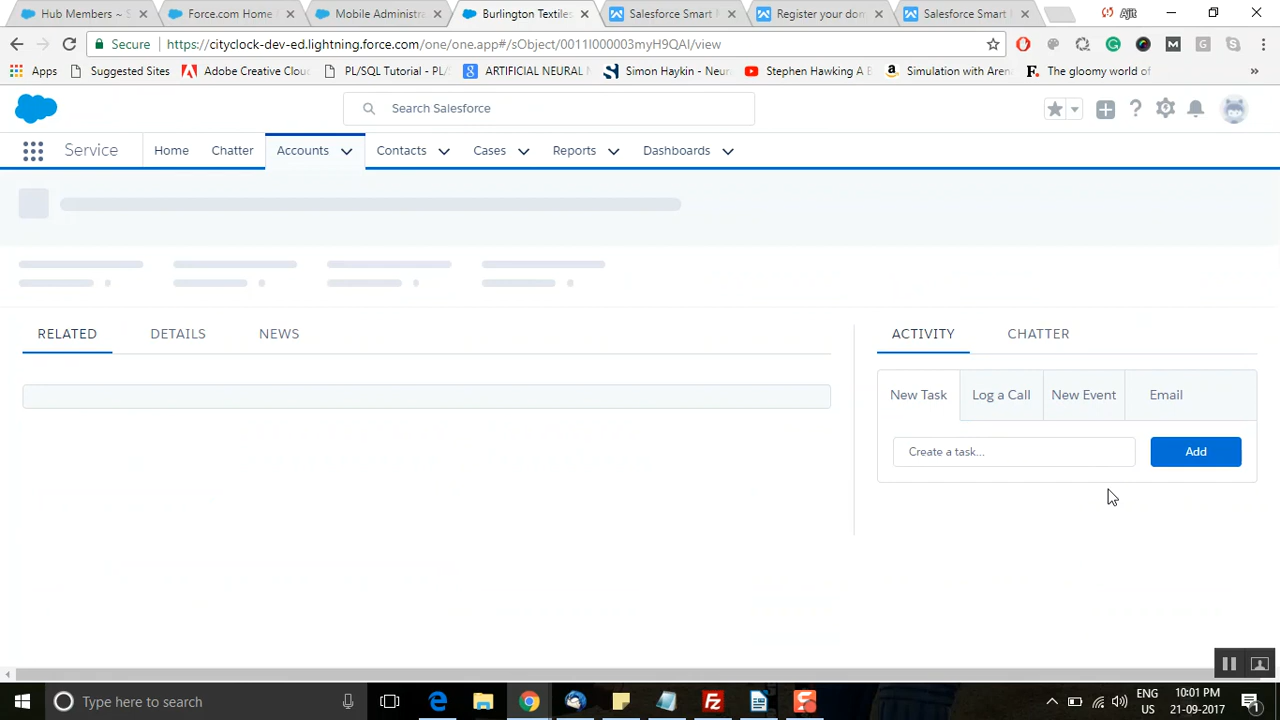 Hub Members ~ S
Force.com Home
Mobile Administra
Burlington Textiles
Salesforce Smart
Register your dom
Salesforce Smart
Ajit
Secure
https://cityclock-dev-ed.lightning.force.com/one/one.app#/sObject/0011I000003myH9QAI/view
Apps
Suggested Sites
Adobe Creative Clou
PL/SQL Tutorial - PL/
ARTIFICIAL NEURAL
Simon Haykin - Neu
Stephen Hawking A B
Simulation with Aren
The gloomy world of
Search Salesforce
Service
Home
Chatter
Accounts
Contacts
Cases
Reports
Dashboards
RELATED
DETAILS
NEWS
ACTIVITY
CHATTER
New Task
Log a Call
New Event
Email
Create a task...
Add
Type here to search
ENG
US
10:01 PM
21-09-2017